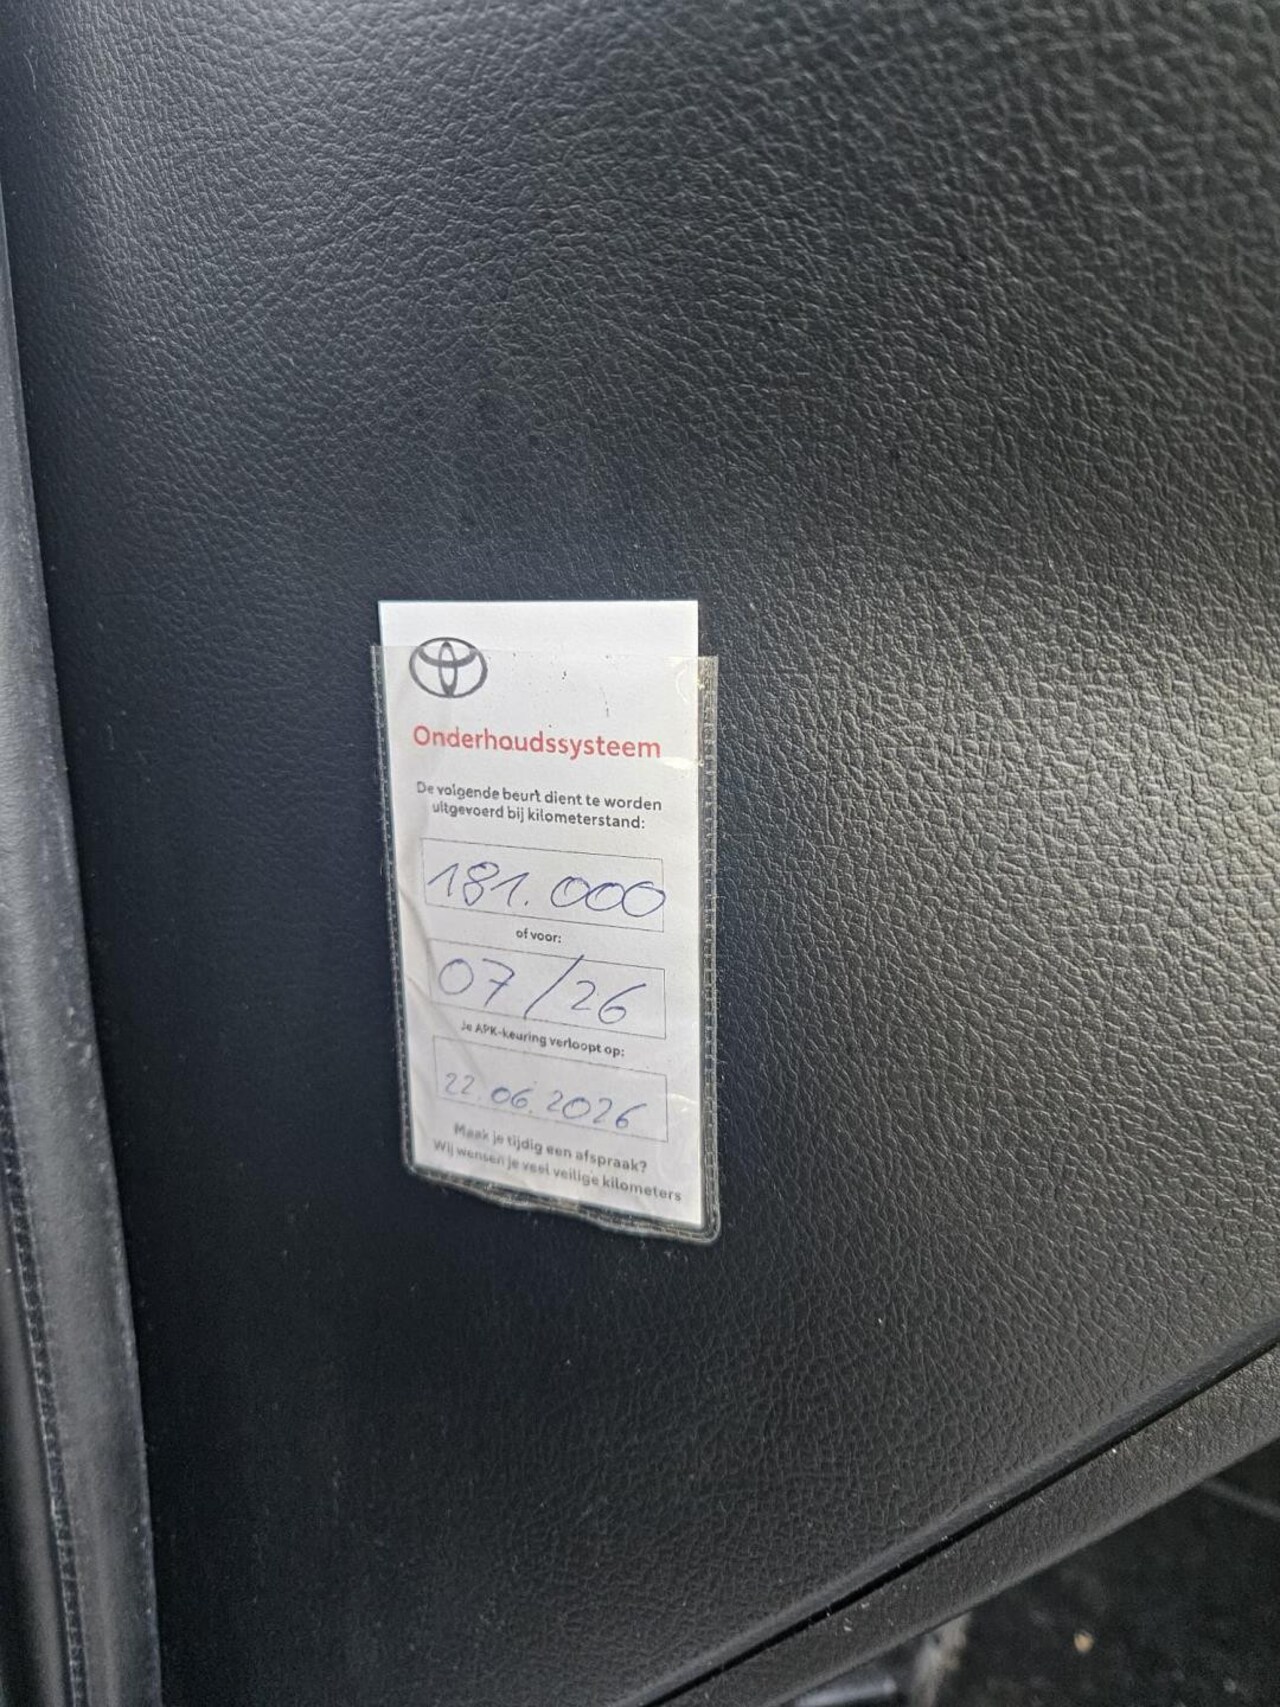 Onderhoudssysteem
De volgende beurt dient te worden
uitgevoerd bij kilometerstand:
181.000
of voor:
07/26
Je APK-keuring verloopt op:
22.06.2026
Maak je tijdig een afspraak?
Wij wensen je veel veilige kilometers